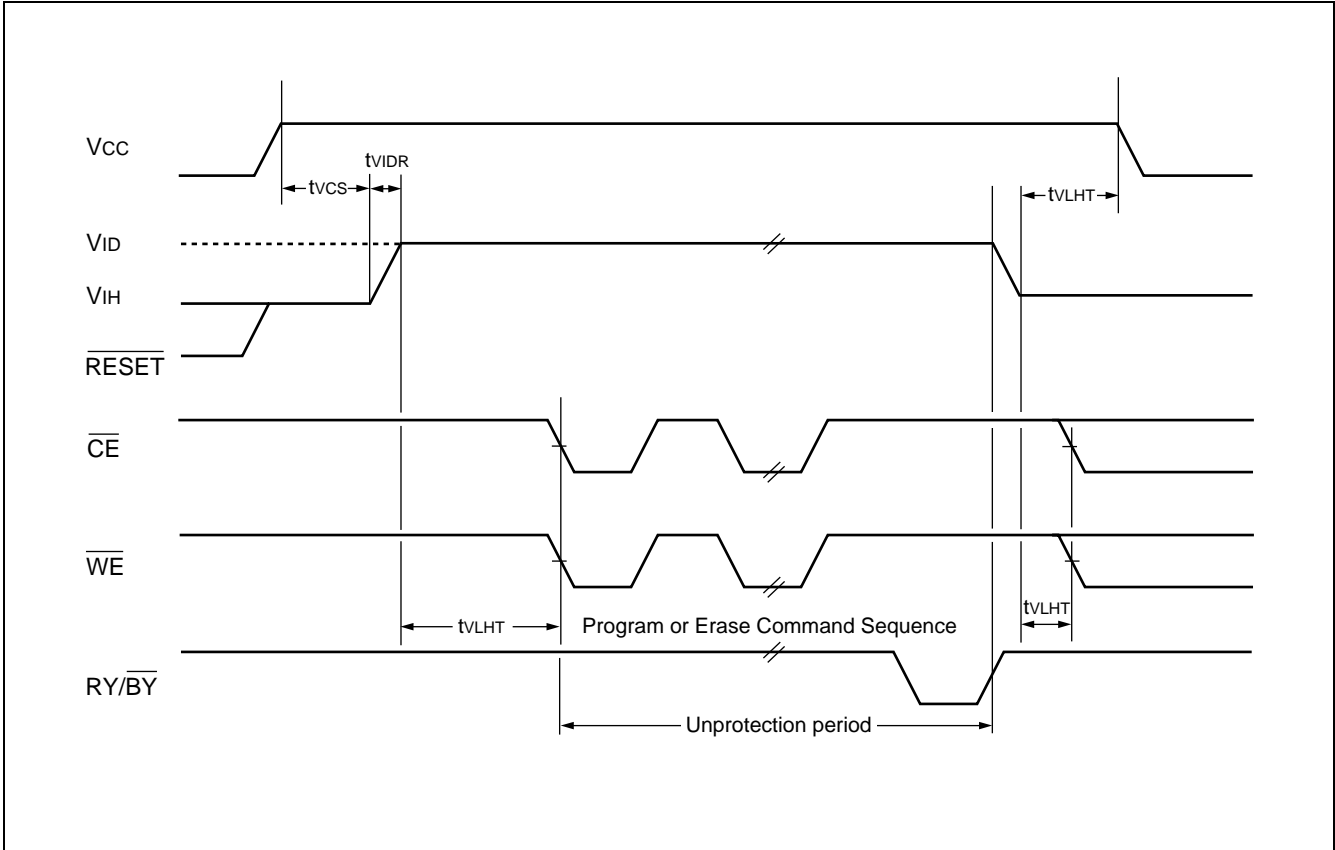 VCC
tVIDR
tVCS
tVLHT
VID
VIH
RESET
CE
WE
tVLHT
Program or Erase Command Sequence
tVLHT
RY/BY
Unprotection period